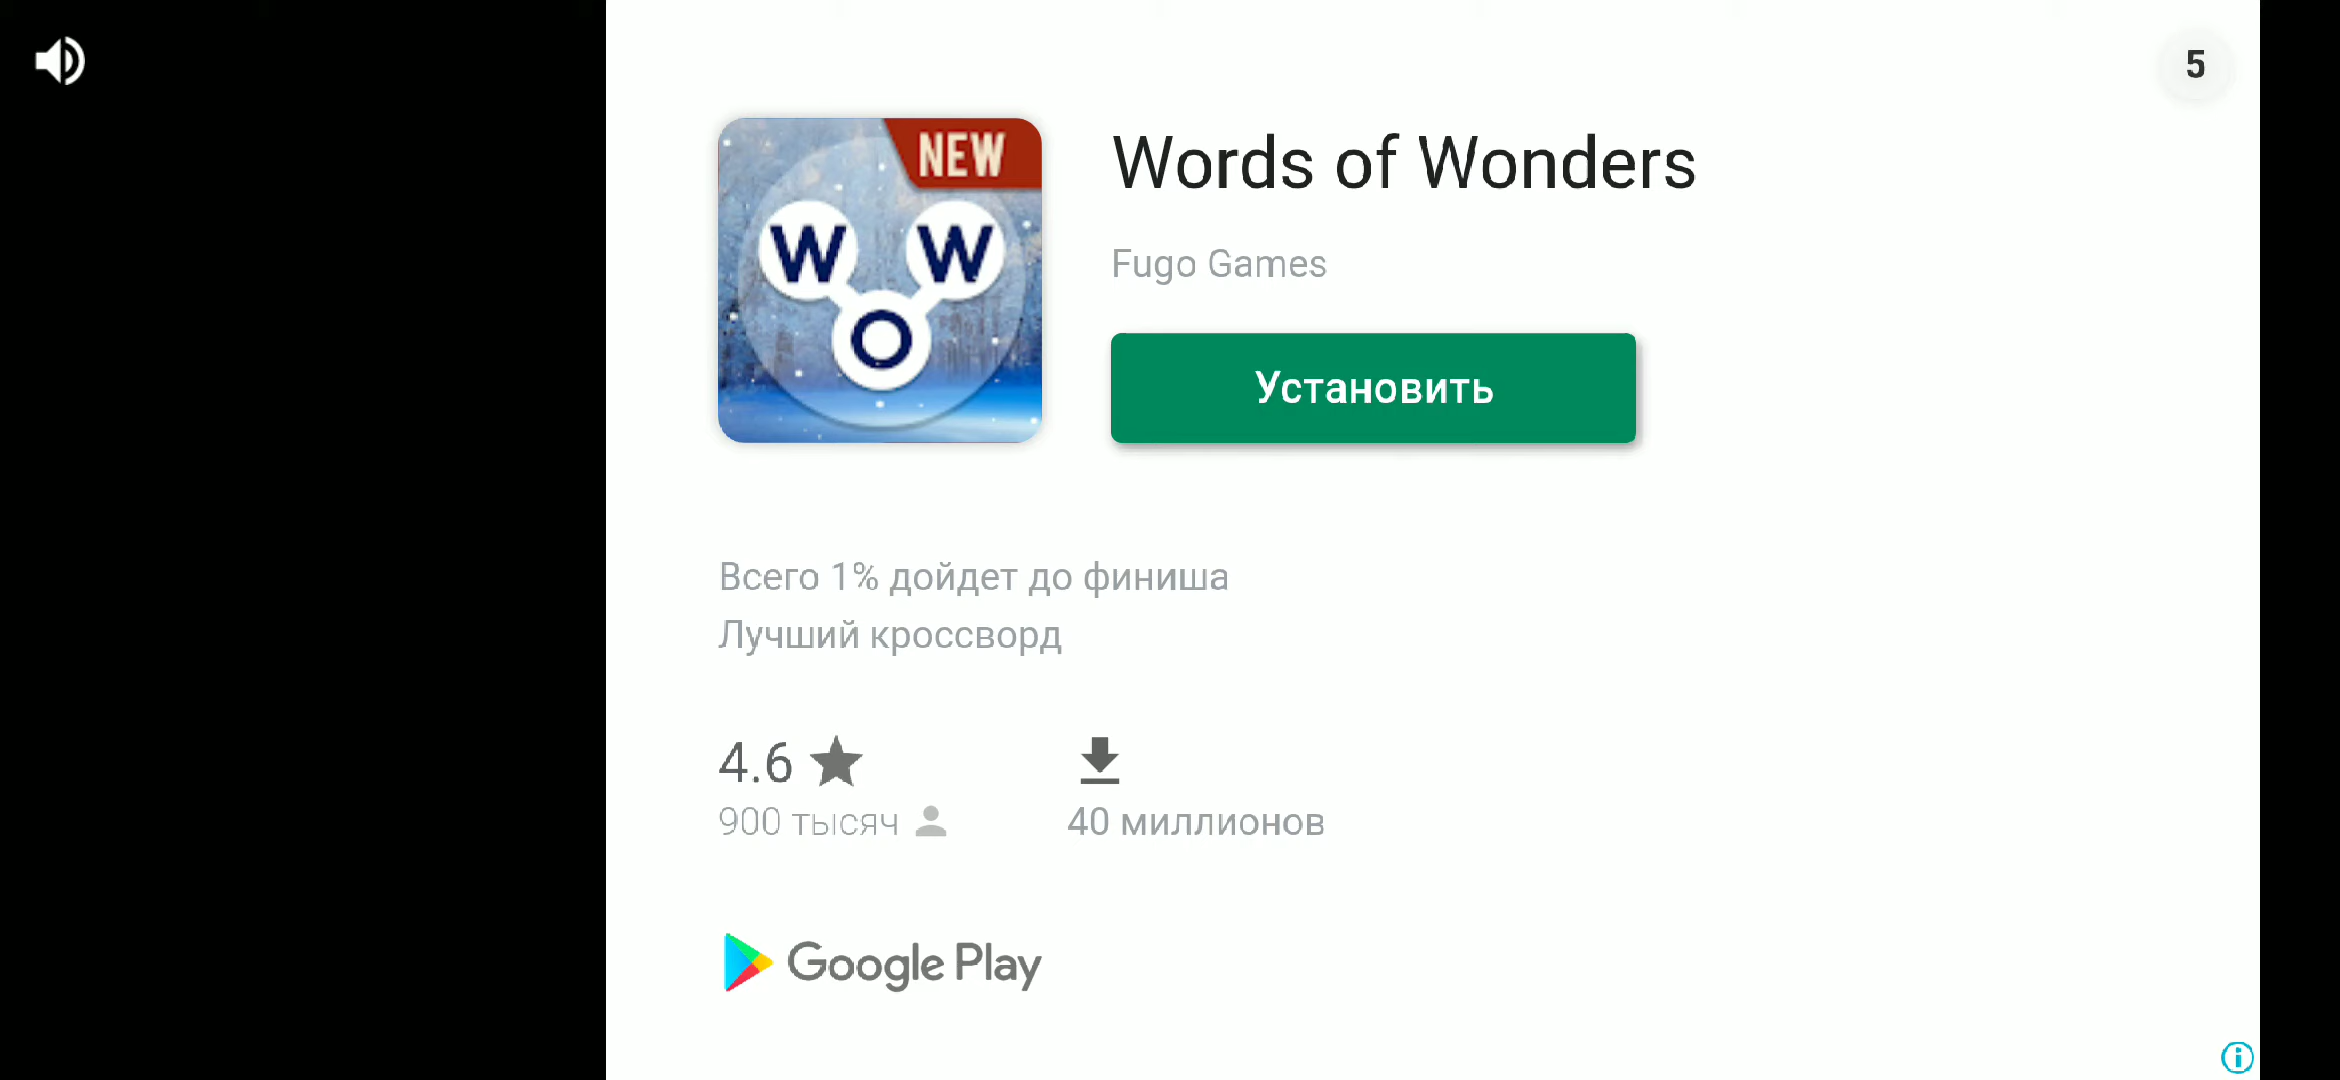 5
NEW
W W
O
Words of Wonders
Fugo Games
Установить
Всего 1% дойдет до финиша
Лучший кроссворд
4.6
900 тысяч
40 миллионов
Google Play